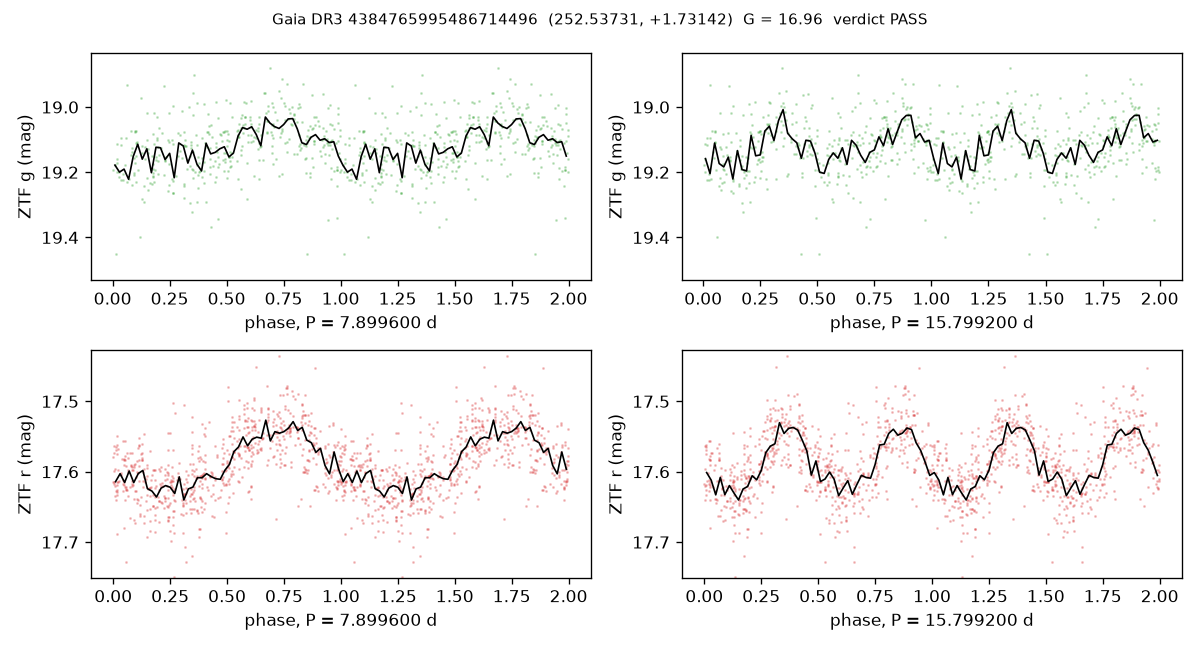 Gaia DR3 4384765995486714496  (252.53731, +1.73142)  G = 16.96  verdict PASS
ZTF g (mag)
19.0
19.2
19.4
0.00 0.25 0.50 0.75 1.00 1.25 1.50 1.75 2.00
phase, P = 7.899600 d
ZTF g (mag)
19.0
19.2
19.4
0.00 0.25 0.50 0.75 1.00 1.25 1.50 1.75 2.00
phase, P = 15.799200 d
ZTF r (mag)
17.5
17.6
17.7
0.00 0.25 0.50 0.75 1.00 1.25 1.50 1.75 2.00
phase, P = 7.899600 d
ZTF r (mag)
17.5
17.6
17.7
0.00 0.25 0.50 0.75 1.00 1.25 1.50 1.75 2.00
phase, P = 15.799200 d